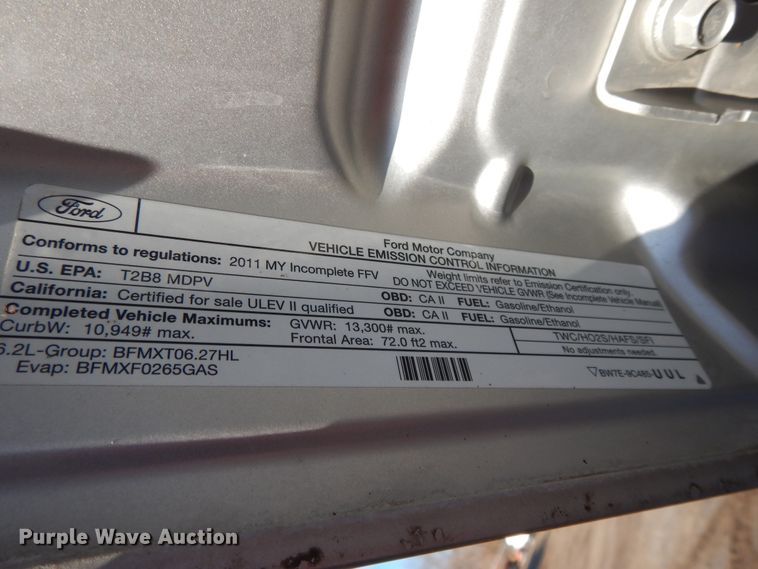 Ford
Ford Motor Company
VEHICLE EMISSION CONTROL INFORMATION
Conforms to regulations: 2011 MY Incomplete FFV
Weight limits refer to Emission Certification only.
DO NOT EXCEED VEHICLE GVWR (See Incomplete Vehicle Manual)
U.S. EPA: T2B8 MDPV
OBD: CA II FUEL: Gasoline/Ethanol
California: Certified for sale ULEV II qualified
OBD: CA II FUEL: Gasoline/Ethanol
Completed Vehicle Maximums:
GVWR: 13,300# max.
TWC/HO2S/HAFS/SFI
CurbW: 10,949# max.
Frontal Area: 72.0 ft2 max.
No adjustments needed.
6.2L-Group: BFMXT06.27HL
Evap: BFMXF0265GAS
BW7E-9C485-UUL
Purple Wave Auction®